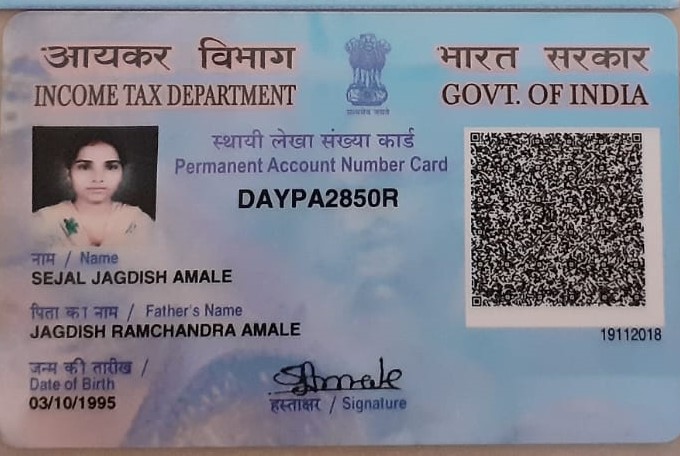 आयकर विभाग
INCOME TAX DEPARTMENT
भारत सरकार
GOVT. OF INDIA
सत्यमेव जयते
स्थायी लेखा संख्या कार्ड
Permanent Account Number Card
DAYPA2850R
नाम / Name
SEJAL JAGDISH AMALE
पिता का नाम / Father's Name
JAGDISH RAMCHANDRA AMALE
19112018
जन्म की तारीख /
Date of Birth
03/10/1995
SAmale
हस्ताक्षर / Signature